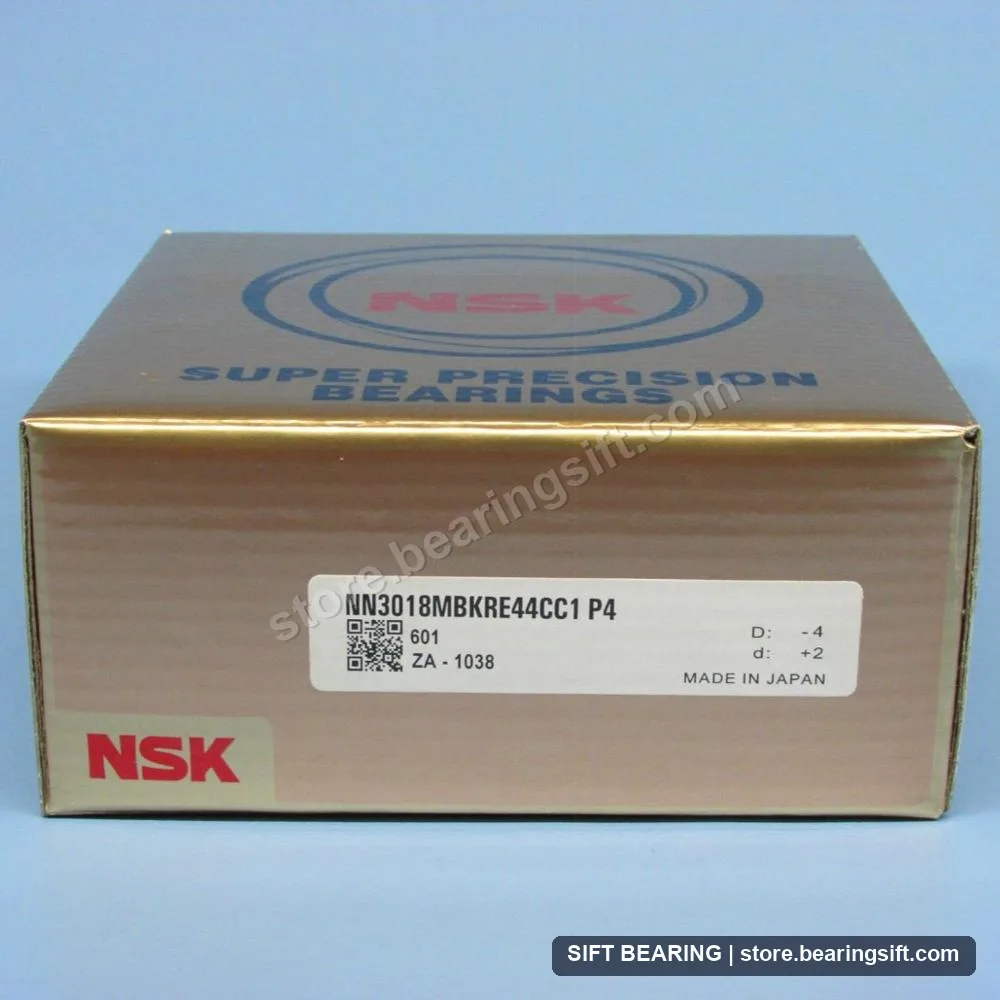 NSK
SUPER PRECISION
BEARINGS
store.bearingsift.com
NN3018MBKRE44CC1 P4
601
ZA - 1038
D: -4
d: +2
MADE IN JAPAN
NSK
SIFT BEARING | store.bearingsift.com